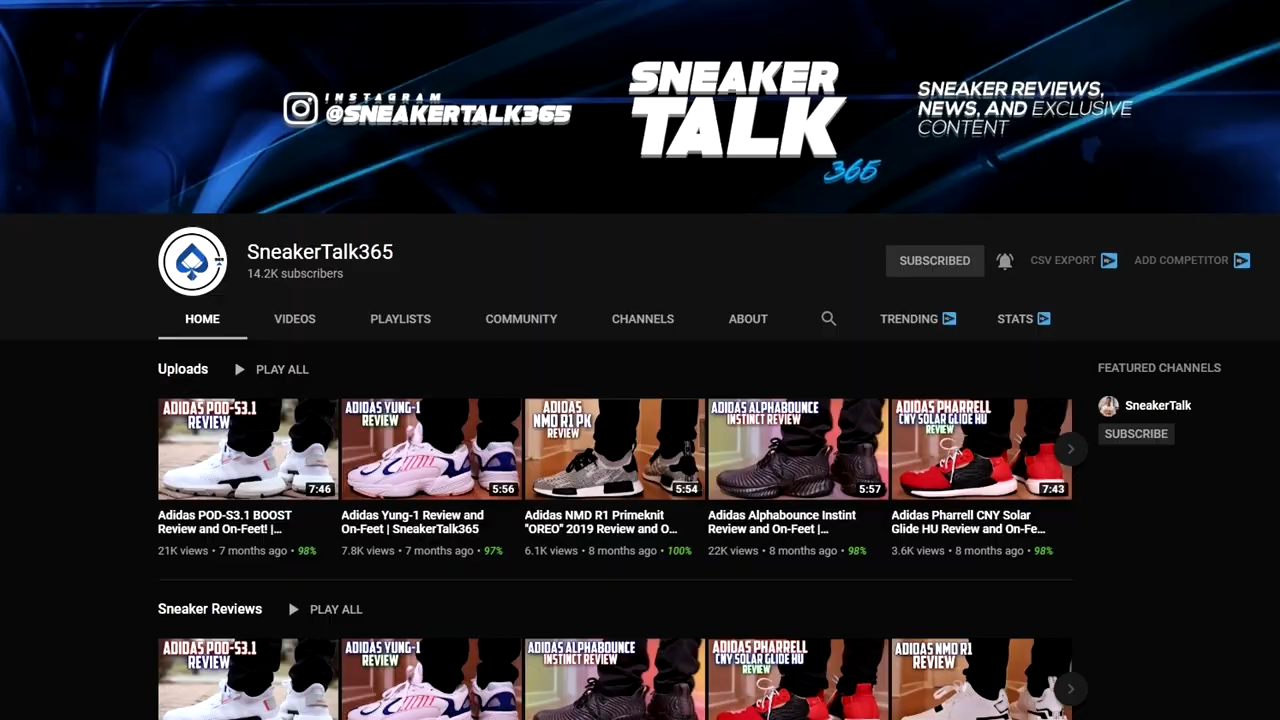 INSTAGRAM
@SNEAKERTALK365
SNEAKER
TALK
365
SNEAKER REVIEWS,
NEWS, AND EXCLUSIVE
CONTENT
SneakerTalk365
14.2K subscribers
SUBSCRIBED
CSV EXPORT
ADD COMPETITOR
HOME
VIDEOS
PLAYLISTS
COMMUNITY
CHANNELS
ABOUT
TRENDING
STATS
Uploads
PLAY ALL
FEATURED CHANNELS
SneakerTalk
SUBSCRIBE
ADIDAS POD-S3.1
REVIEW
7:46
ADIDAS YUNG-1
REVIEW
5:56
ADIDAS
NMD R1 PK
REVIEW
5:54
ADIDAS ALPHABOUNCE
INSTINCT REVIEW
5:57
ADIDAS PHARRELL
CNY SOLAR GLIDE HU
REVIEW
7:43
Adidas POD-S3.1 BOOST
Review and On-Feet! |...
21K views • 7 months ago • 98%
Adidas Yung-1 Review and
On-Feet | SneakerTalk365
7.8K views • 7 months ago • 97%
Adidas NMD R1 Primeknit
"OREO" 2019 Review and O...
6.1K views • 8 months ago • 100%
Adidas Alphabounce Instint
Review and On-Feet |...
22K views • 8 months ago • 98%
Adidas Pharrell CNY Solar
Glide HU Review and On-Fe...
3.6K views • 8 months ago • 98%
Sneaker Reviews
PLAY ALL
ADIDAS POD-S3.1
REVIEW
ADIDAS YUNG-1
REVIEW
ADIDAS ALPHABOUNCE
INSTINCT REVIEW
ADIDAS PHARRELL
CNY SOLAR GLIDE HU
REVIEW
ADIDAS NMD R1
REVIEW